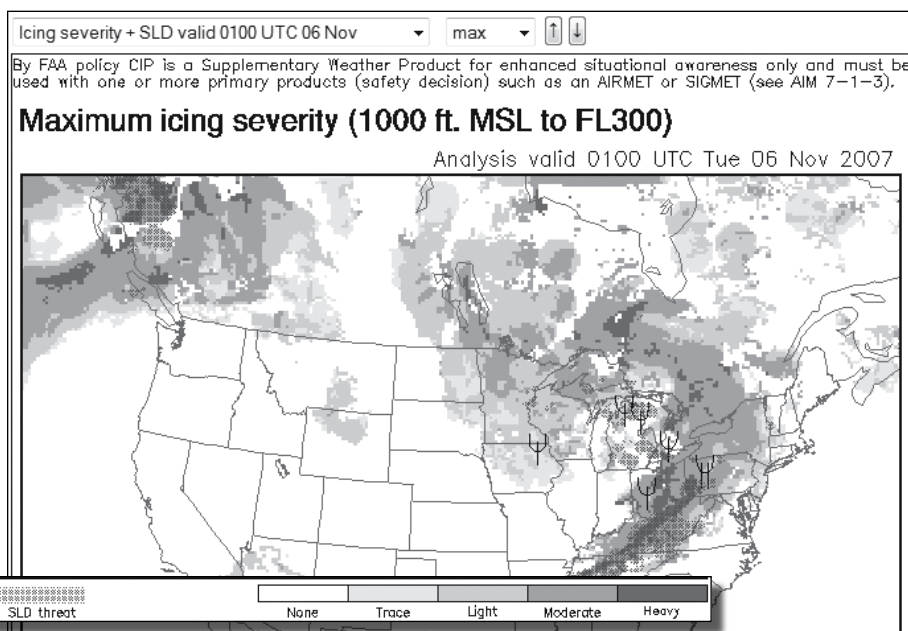 Icing severity + SLD valid 0100 UTC 06 Nov max ↑ ↓
By FAA policy CIP is a Supplementary Weather Product for enhanced situational awareness only and must be
used with one or more primary products (safety decision) such as an AIRMET or SIGMET (see AIM 7-1-3).
Maximum icing severity (1000 ft. MSL to FL300)
Analysis valid 0100 UTC Tue 06 Nov 2007
SLD threat None Trace Light Moderate Heavy